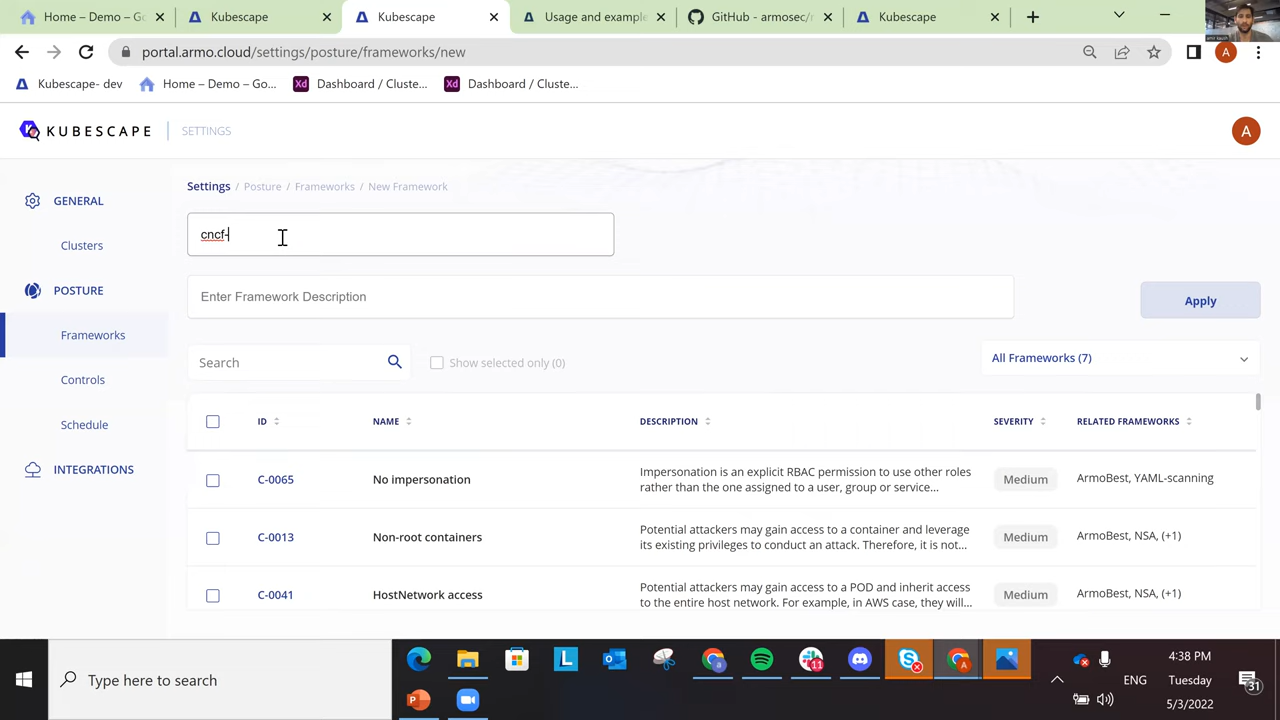 Home – Demo – Go...
Kubescape
Kubescape
Usage and example
GitHub - armosec/r
Kubescape
portal.armo.cloud/settings/posture/frameworks/new
A
Kubescape- dev
Home – Demo – Go...
Xd
Dashboard / Cluste...
Xd
Dashboard / Cluste...
KUBESCAPE
SETTINGS
A
GENERAL
Clusters
POSTURE
Frameworks
Controls
Schedule
INTEGRATIONS
Settings / Posture / Frameworks / New Framework
cncf-
Enter Framework Description
Apply
Search
Show selected only (0)
All Frameworks (7)
ID
NAME
DESCRIPTION
SEVERITY
RELATED FRAMEWORKS
C-0065
No impersonation
Impersonation is an explicit RBAC permission to use other roles
rather than the one assigned to a user, group or service...
Medium
ArmoBest, YAML-scanning
C-0013
Non-root containers
Potential attackers may gain access to a container and leverage
its existing privileges to conduct an attack. Therefore, it is not...
Medium
ArmoBest, NSA, (+1)
C-0041
HostNetwork access
Potential attackers may gain access to a POD and inherit access
to the entire host network. For example, in AWS case, they will...
Medium
ArmoBest, NSA, (+1)
Type here to search
L
a
11
A
ENG
4:38 PM
Tuesday
5/3/2022
31